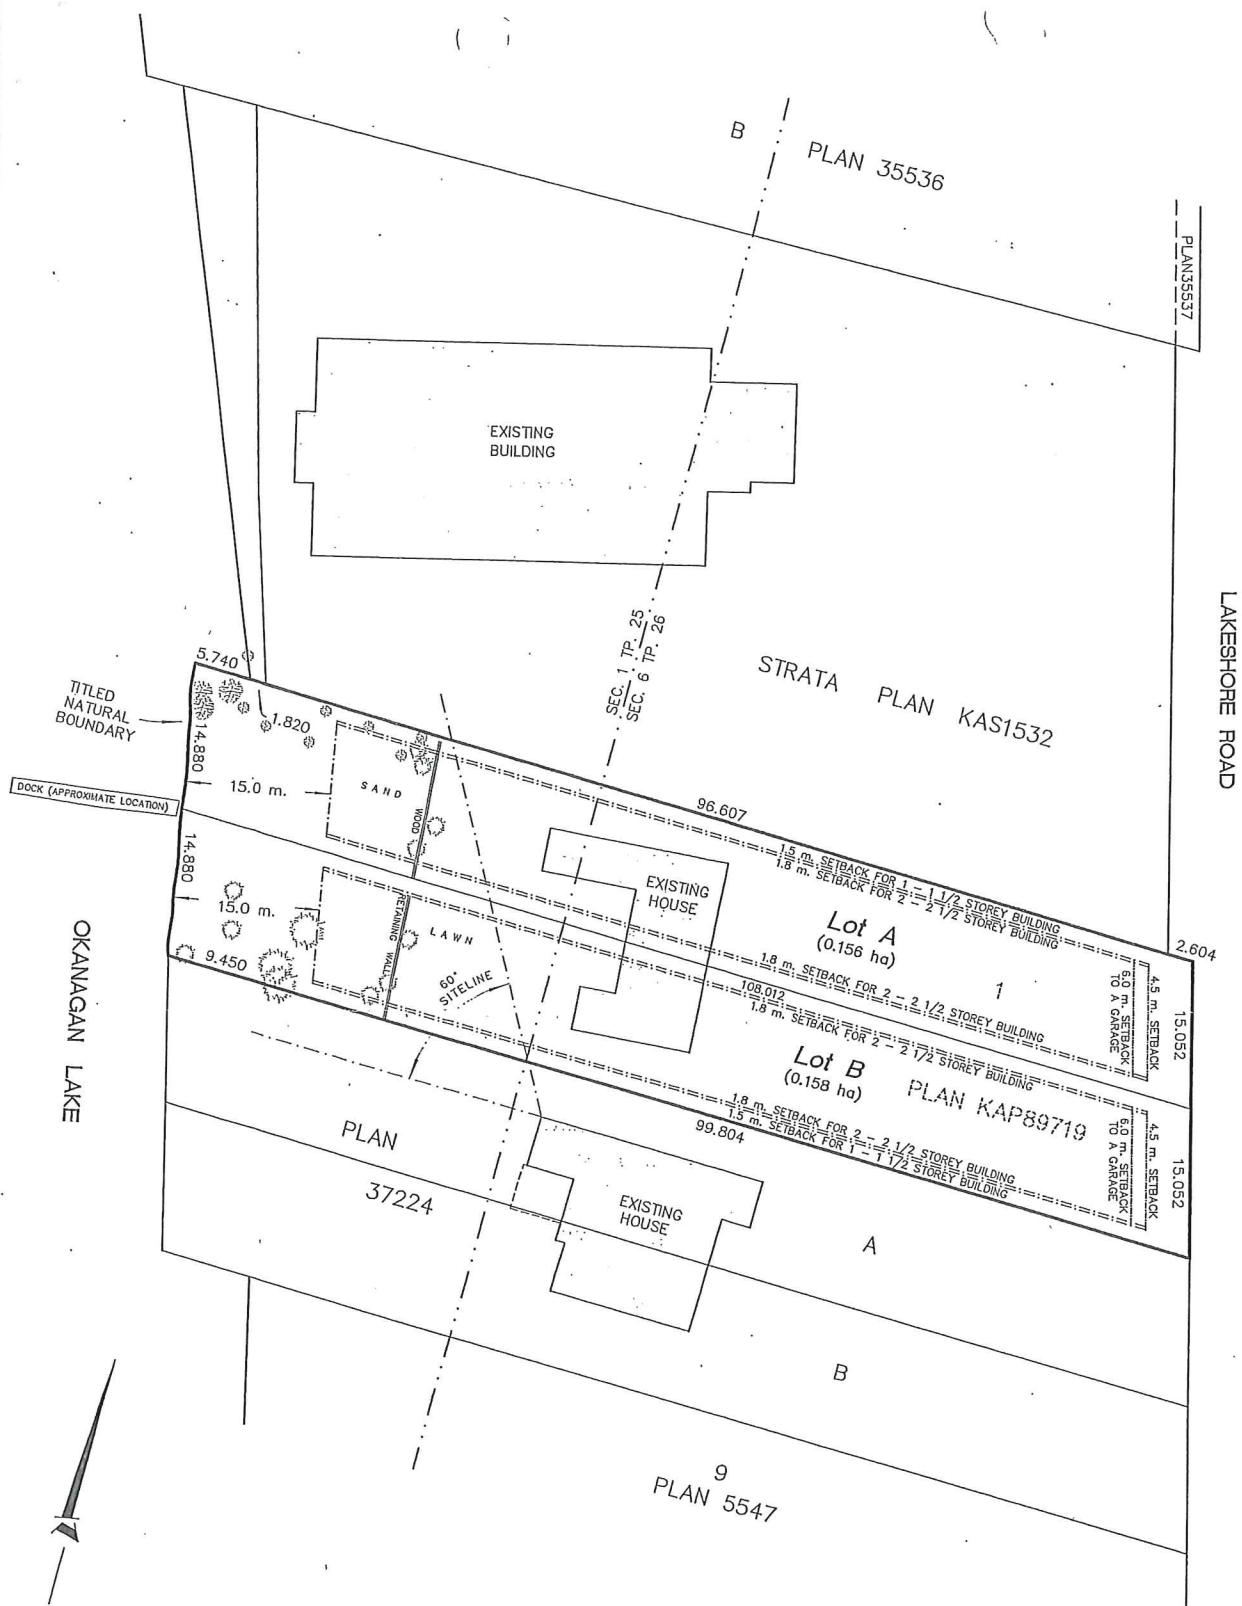 B
PLAN 35536
PLAN35537
LAKESHORE ROAD
EXISTING
BUILDING
SEC. 1 TP. 25
SEC. 6 TP. 26
STRATA PLAN KAS1532
TITLED
NATURAL
BOUNDARY
5.740
1.820
14.880
15.0 m.
SAND
WOOD
DOCK (APPROXIMATE LOCATION)
96.607
1.5 m. SETBACK FOR 1 - 1 1/2 STOREY BUILDING
1.8 m. SETBACK FOR 2 - 2 1/2 STOREY BUILDING
EXISTING
HOUSE
Lot A
(0.156 ha)
1
2.604
4.5 m. SETBACK
6.0 m. SETBACK
TO A GARAGE
15.052
1.8 m. SETBACK FOR 2 - 2 1/2 STOREY BUILDING
108.012
1.8 m. SETBACK FOR 2 - 2 1/2 STOREY BUILDING
14.880
15.0 m.
RETAINING WALL
LAWN
60°
SITELINE
9.450
OKANAGAN LAKE
Lot B
(0.158 ha)
PLAN KAP89719
4.5 m. SETBACK
6.0 m. SETBACK
TO A GARAGE
15.052
1.8 m. SETBACK FOR 2 - 2 1/2 STOREY BUILDING
1.5 m. SETBACK FOR 1 - 1 1/2 STOREY BUILDING
99.804
PLAN
37224
EXISTING
HOUSE
A
B
9
PLAN 5547